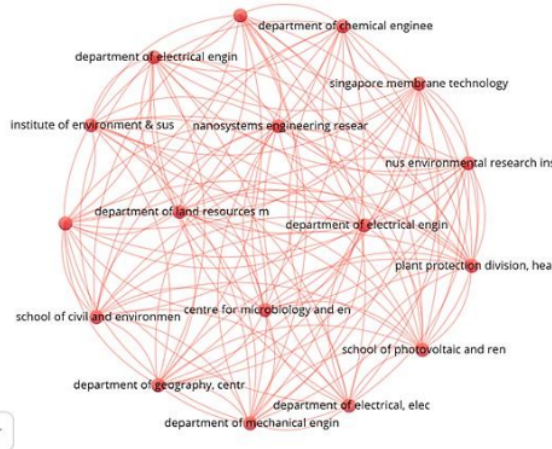 department of chemical enginee
department of electrical engin
singapore membrane technology
institute of environment & sus
nanosystems engineering resear
nus environmental research ins
department of land resources m
department of electrical engin
plant protection division, hea
school of civil and environmen
centre for microbiology and en
school of photovoltaic and ren
department of geography, centr
department of electrical, elec
department of mechanical engin